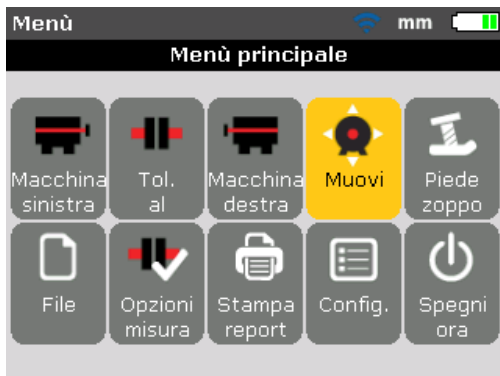 Menù mm
Menù principale
Macchina sinistra
Tol. al
Macchina destra
Muovi
Piede zoppo
File
Opzioni misura
Stampa report
Config.
Spegni ora